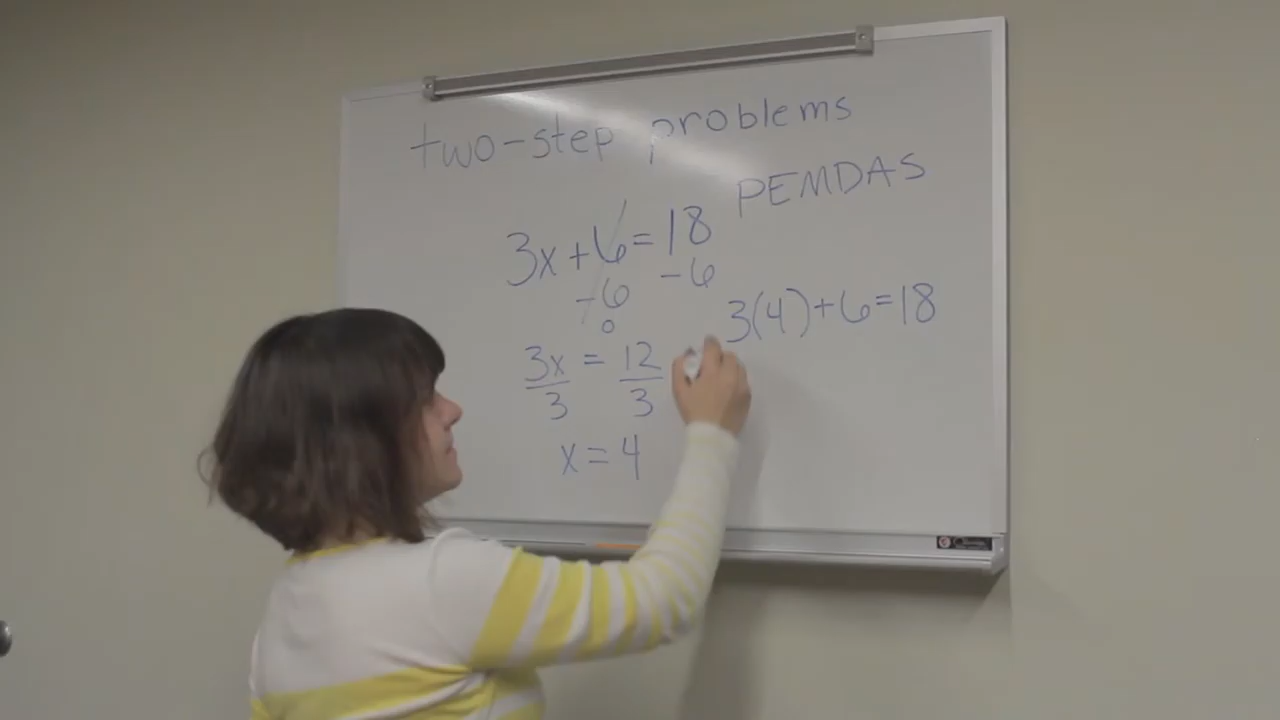 two-step problems
PEMDAS
3x+6=18
-6 -6
0
3(4)+6=18
3x = 12
3 3
x=4